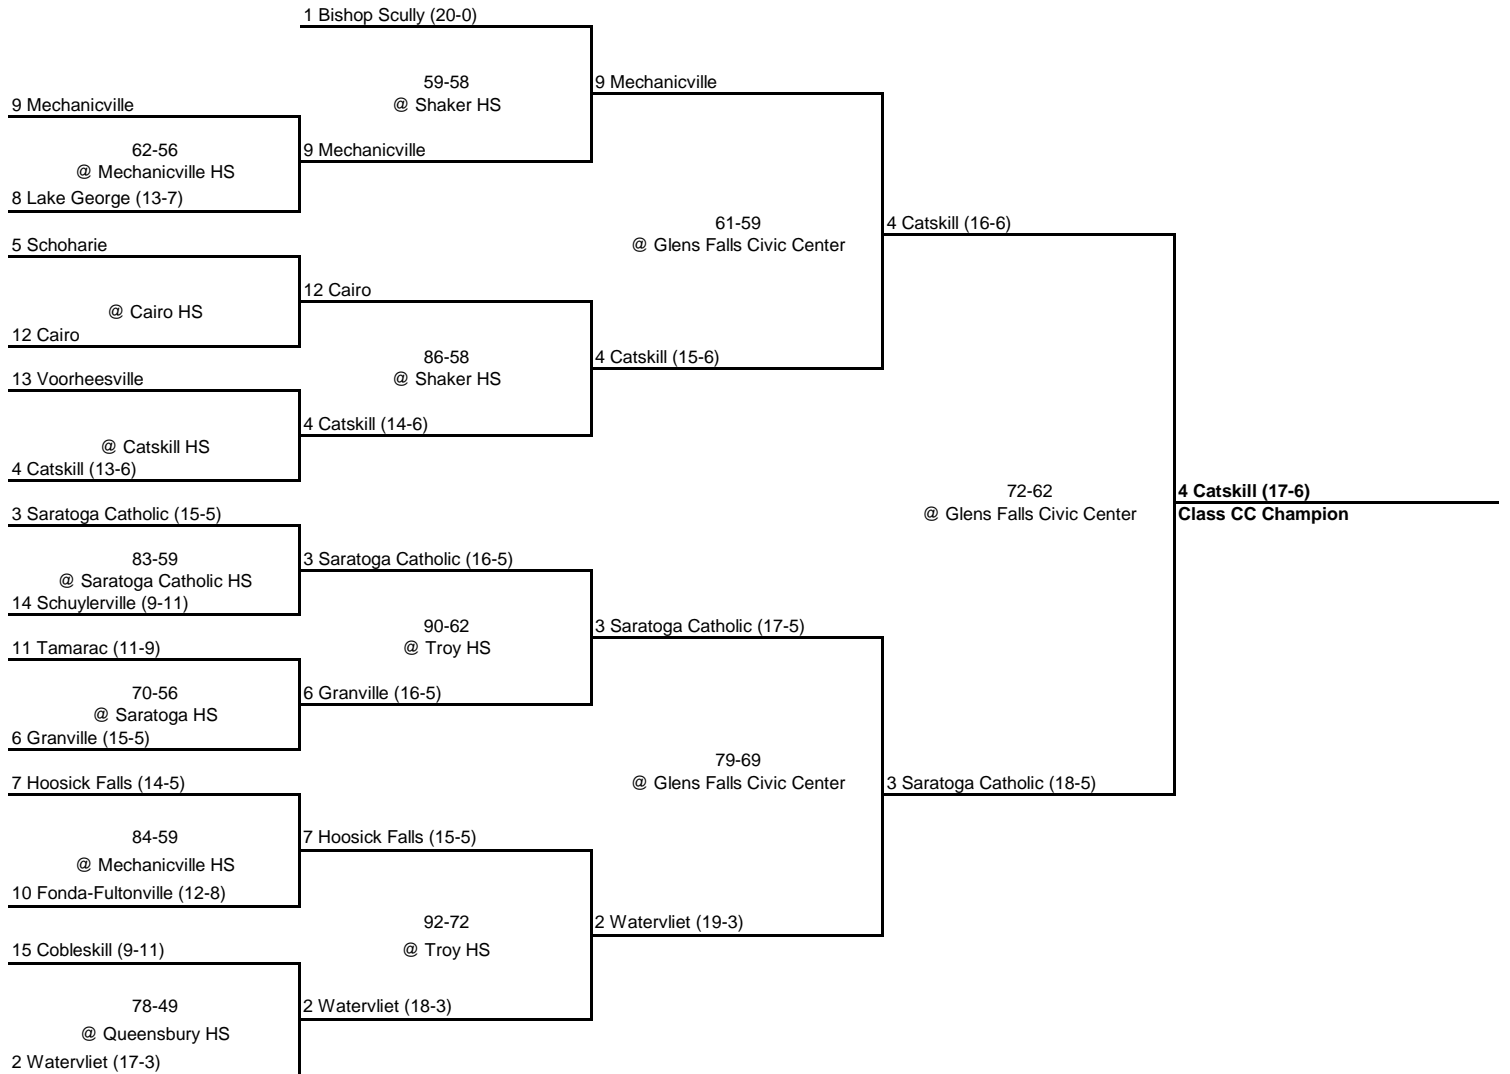 1 Bishop Scully (20-0)
59-58
@ Shaker HS
9 Mechanicville
9 Mechanicville
62-56
@ Mechanicville HS
9 Mechanicville
8 Lake George (13-7)
61-59
@ Glens Falls Civic Center
4 Catskill (16-6)
5 Schoharie
12 Cairo
@ Cairo HS
12 Cairo
86-58
@ Shaker HS
4 Catskill (15-6)
13 Voorheesville
4 Catskill (14-6)
@ Catskill HS
4 Catskill (13-6)
72-62
@ Glens Falls Civic Center
4 Catskill (17-6)
Class CC Champion
3 Saratoga Catholic (15-5)
83-59
@ Saratoga Catholic HS
3 Saratoga Catholic (16-5)
14 Schuylerville (9-11)
90-62
@ Troy HS
3 Saratoga Catholic (17-5)
11 Tamarac (11-9)
70-56
@ Saratoga HS
6 Granville (16-5)
6 Granville (15-5)
79-69
@ Glens Falls Civic Center
3 Saratoga Catholic (18-5)
7 Hoosick Falls (14-5)
84-59
@ Mechanicville HS
7 Hoosick Falls (15-5)
10 Fonda-Fultonville (12-8)
92-72
@ Troy HS
2 Watervliet (19-3)
15 Cobleskill (9-11)
78-49
@ Queensbury HS
2 Watervliet (18-3)
2 Watervliet (17-3)